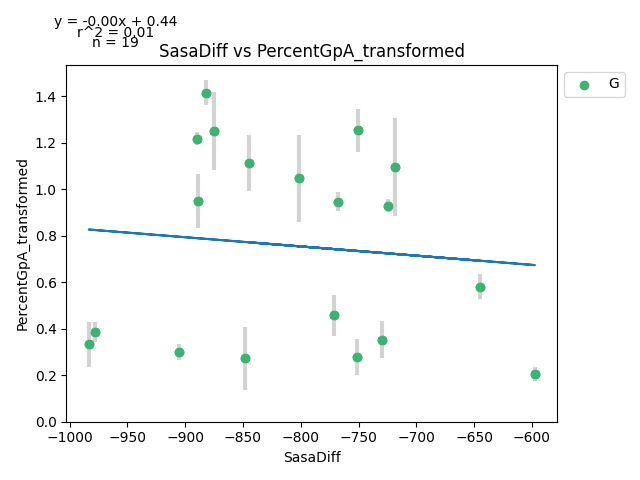 y = -0.00x + 0.44
r^2 = 0.01
n = 19
SasaDiff vs PercentGpA_transformed
G
PercentGpA_transformed
1.4
1.2
1.0
0.8
0.6
0.4
0.2
0.0
−1000 −950 −900 −850 −800 −750 −700 −650 −600
SasaDiff